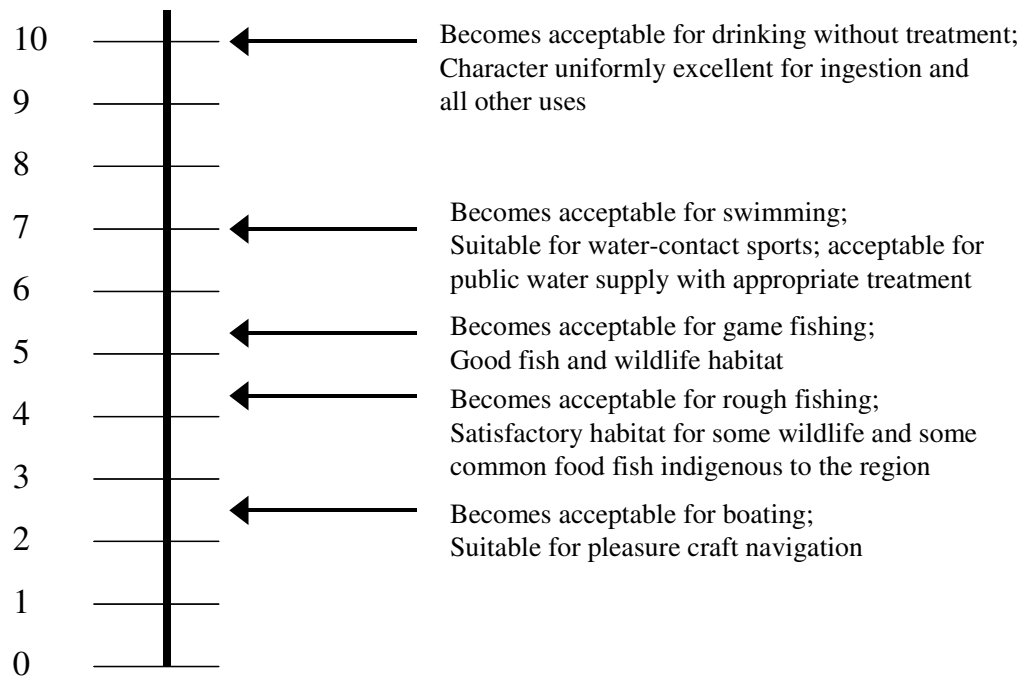 10
Becomes acceptable for drinking without treatment;
Character uniformly excellent for ingestion and
all other uses
9
8
7
Becomes acceptable for swimming;
Suitable for water-contact sports; acceptable for
public water supply with appropriate treatment
6
Becomes acceptable for game fishing;
5
Good fish and wildlife habitat
Becomes acceptable for rough fishing;
4
Satisfactory habitat for some wildlife and some
common food fish indigenous to the region
3
Becomes acceptable for boating;
2
Suitable for pleasure craft navigation
1
0